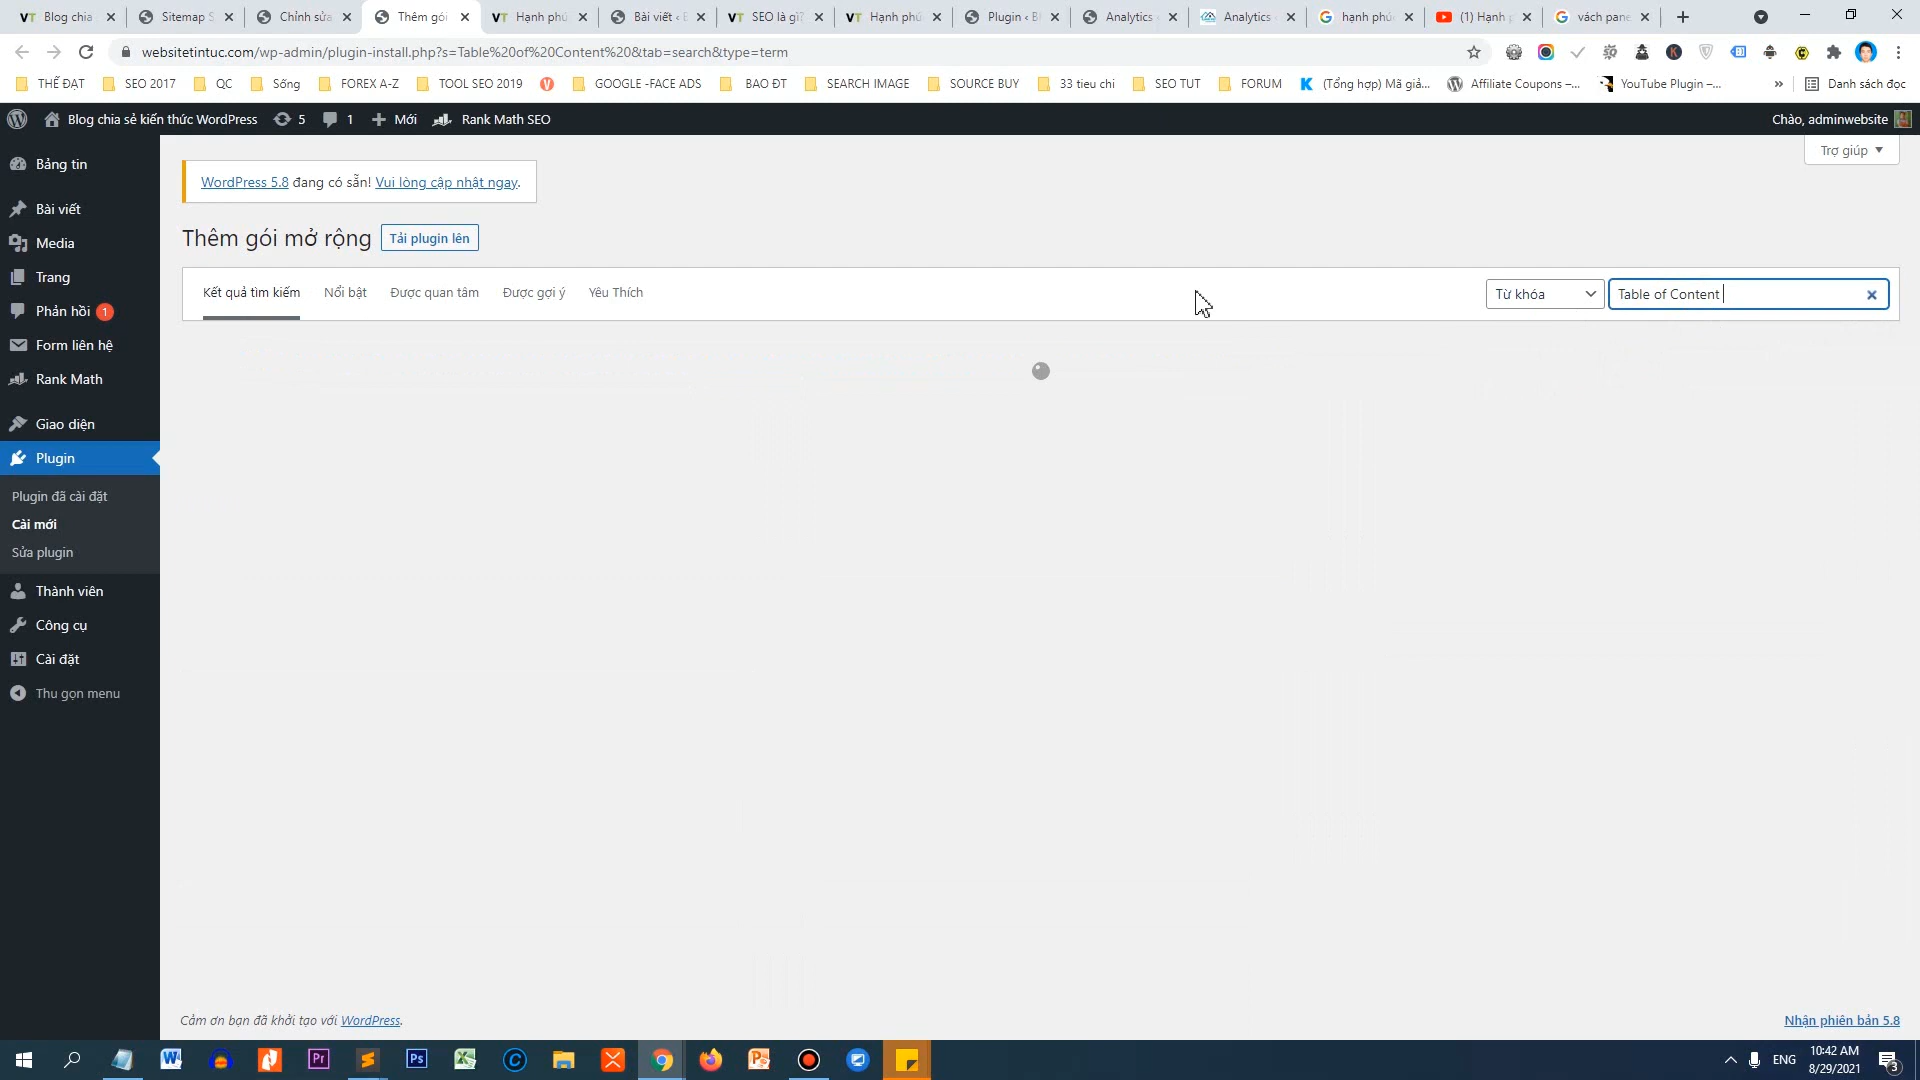 Blog chia
Sitemap S
Chỉnh sửa
Thêm gói
Hạnh phú
Bài viết ‹ B
SEO là gì?
Hạnh phú
Plugin ‹ Bl
Analytics
Analytics
hạnh phúc
(1) Hạnh p
vách pane
websitetintuc.com/wp-admin/plugin-install.php?s=Table%20of%20Content%20&tab=search&type=term
THẾ ĐẠT
SEO 2017
QC
Sống
FOREX A-Z
TOOL SEO 2019
GOOGLE -FACE ADS
BAO ĐT
SEARCH IMAGE
SOURCE BUY
33 tieu chi
SEO TUT
FORUM
(Tổng hợp) Mã giả...
Affiliate Coupons –...
YouTube Plugin –...
»
Danh sách đọc
Blog chia sẻ kiến thức WordPress
5
1
Mới
Rank Math SEO
Chào, adminwebsite
Bảng tin
Bài viết
Media
Trang
Phản hồi 1
Form liên hệ
Rank Math
Giao diện
Plugin
Plugin đã cài đặt
Cài mới
Sửa plugin
Thành viên
Công cụ
Cài đặt
Thu gọn menu
Trợ giúp
WordPress 5.8 đang có sẵn! Vui lòng cập nhật ngay.
Thêm gói mở rộng
Tải plugin lên
Kết quả tìm kiếm
Nổi bật
Được quan tâm
Được gợi ý
Yêu Thích
Từ khóa
Table of Content
Cảm ơn bạn đã khởi tạo với WordPress.
Nhận phiên bản 5.8
ENG
10:42 AM
8/29/2021
3